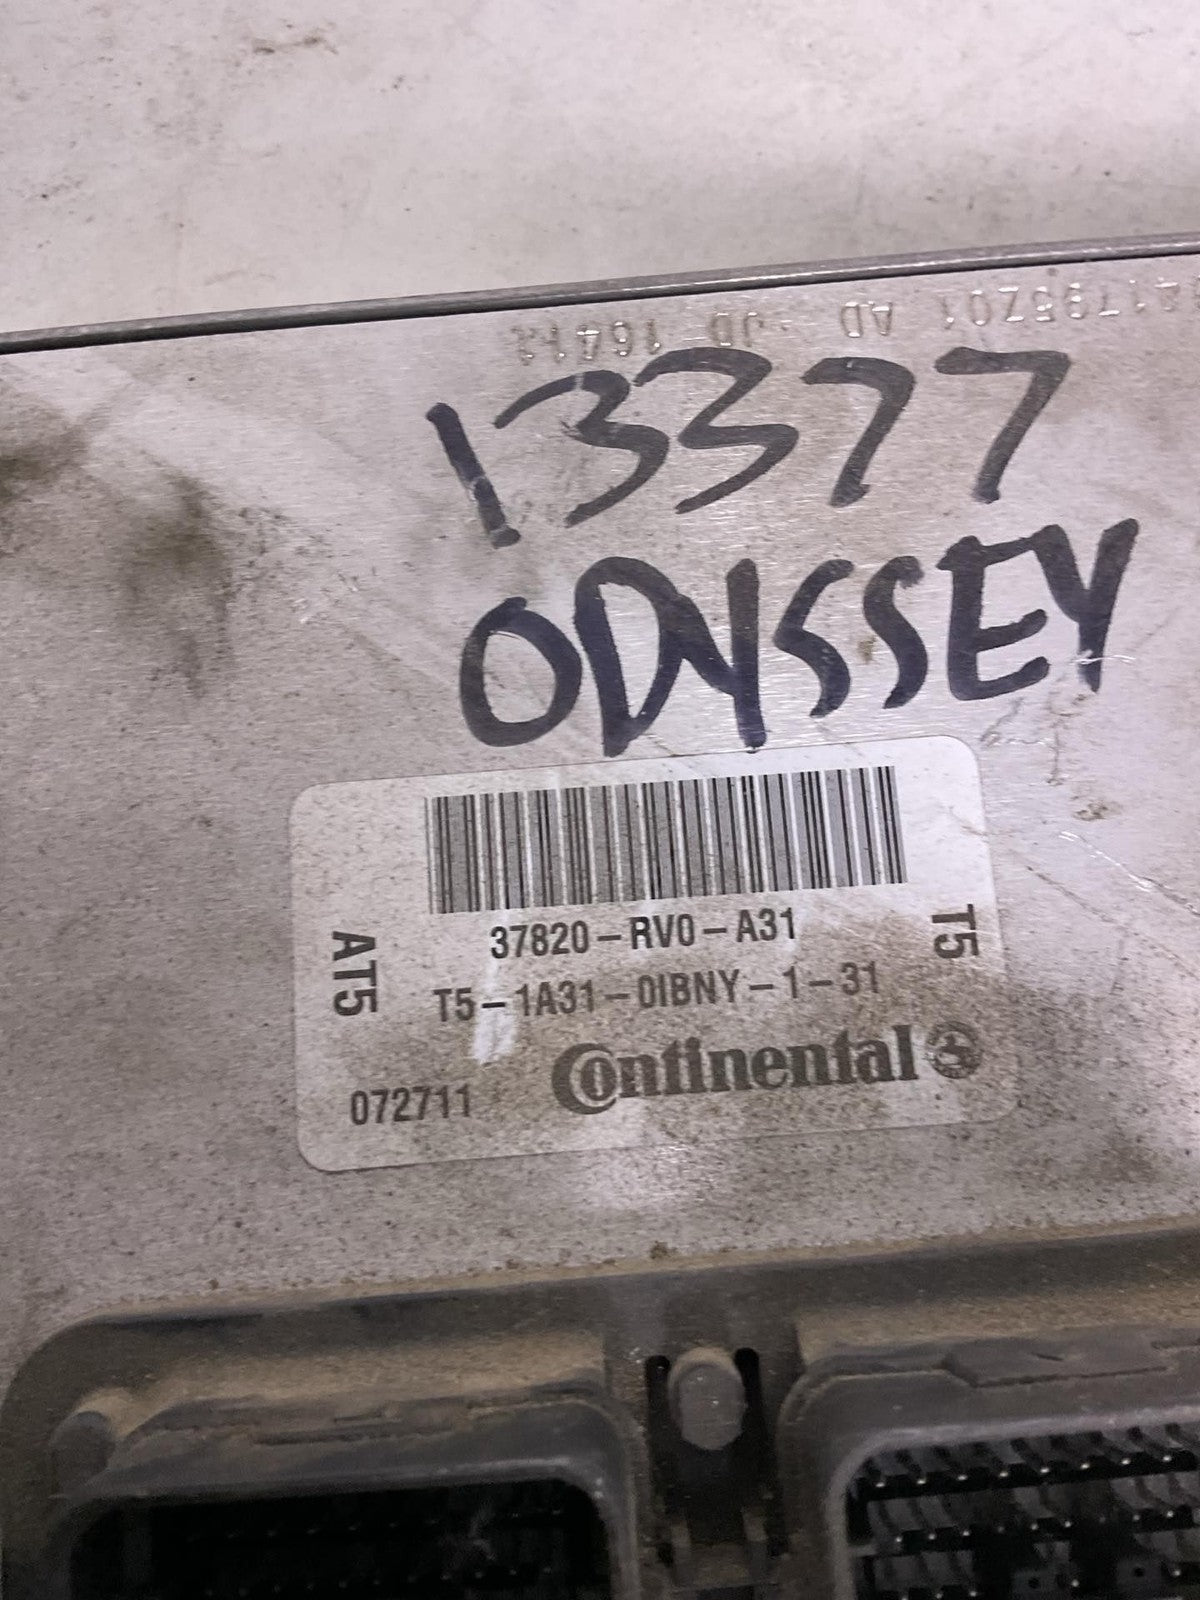 13377
ODYSSEY
37820-RV0-A31
AT5
T5
T5-1A31-0IBNY-1-31
Continental
072711